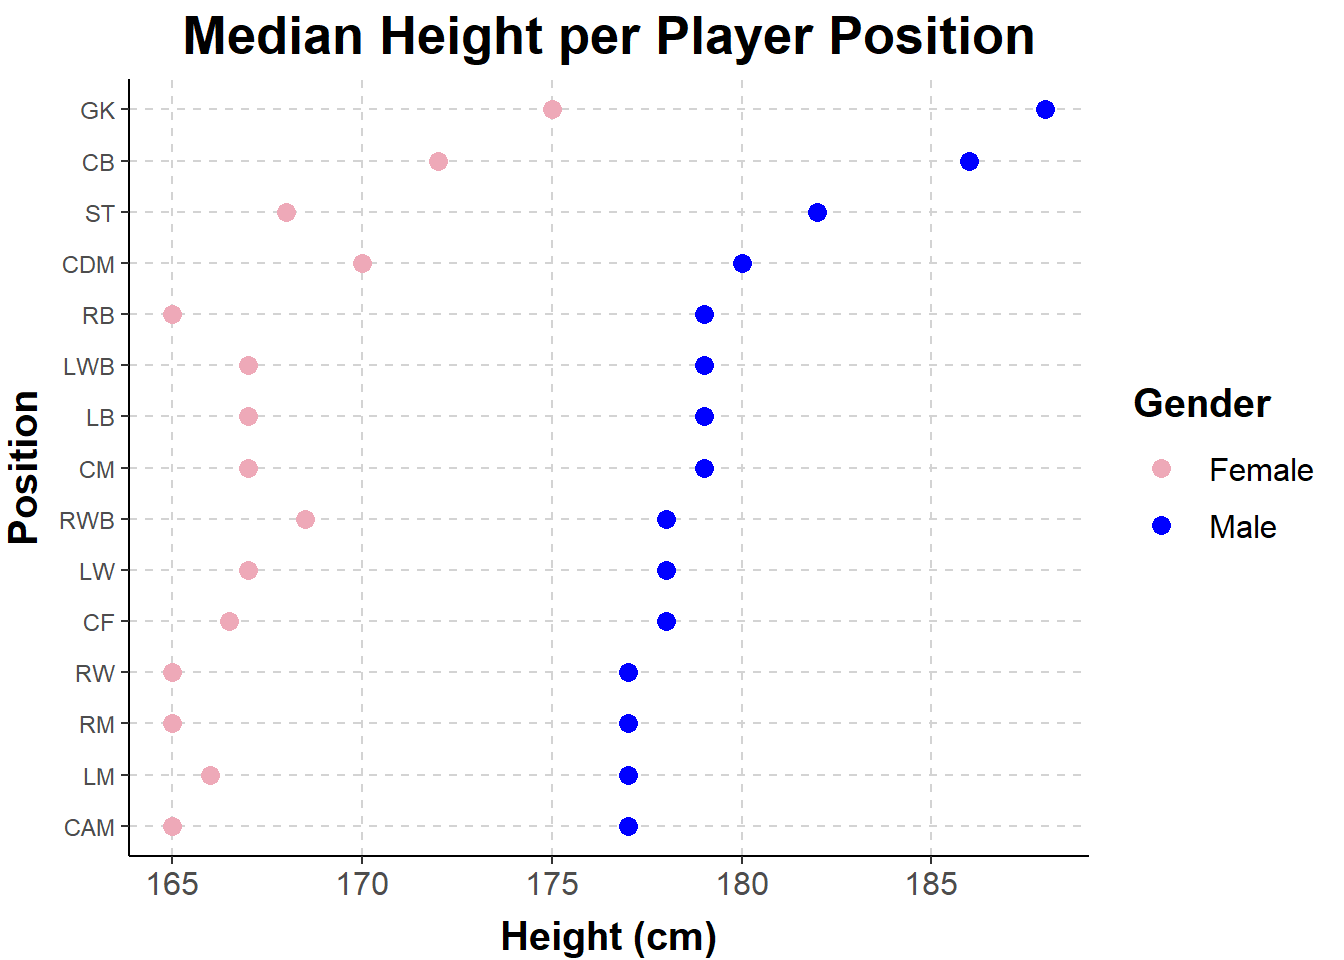 Median Height per Player Position
GK
CB
ST
CDM
RB
LWB
LB
CM
RWB
LW
CF
RW
RM
LM
CAM
Position
165 170 175 180 185
Height (cm)
Gender
Female
Male